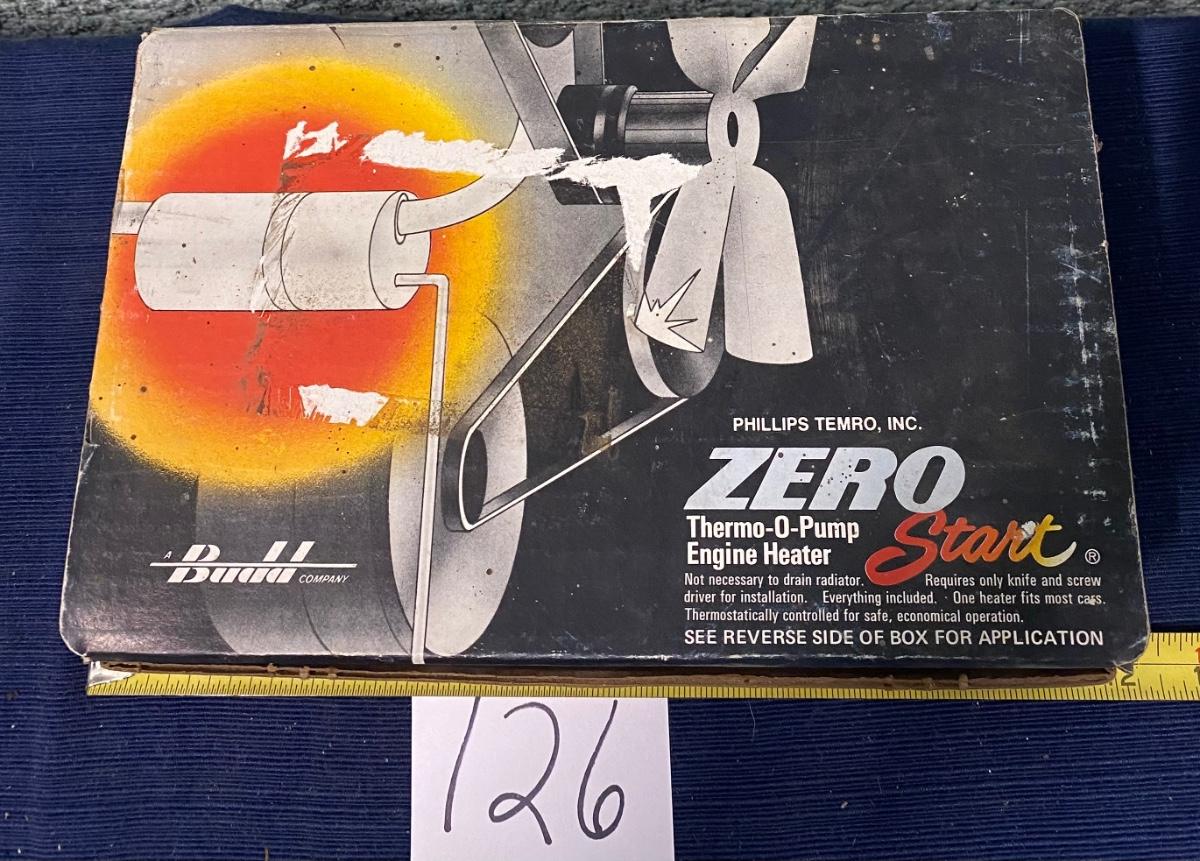 PHILLIPS TEMRO, INC.
ZERO
Start®
Thermo-O-Pump
Engine Heater
Not necessary to drain radiator. Requires only knife and screw
driver for installation. Everything included. One heater fits most cars.
Thermostatically controlled for safe, economical operation.
SEE REVERSE SIDE OF BOX FOR APPLICATION
A
Budd
COMPANY
126